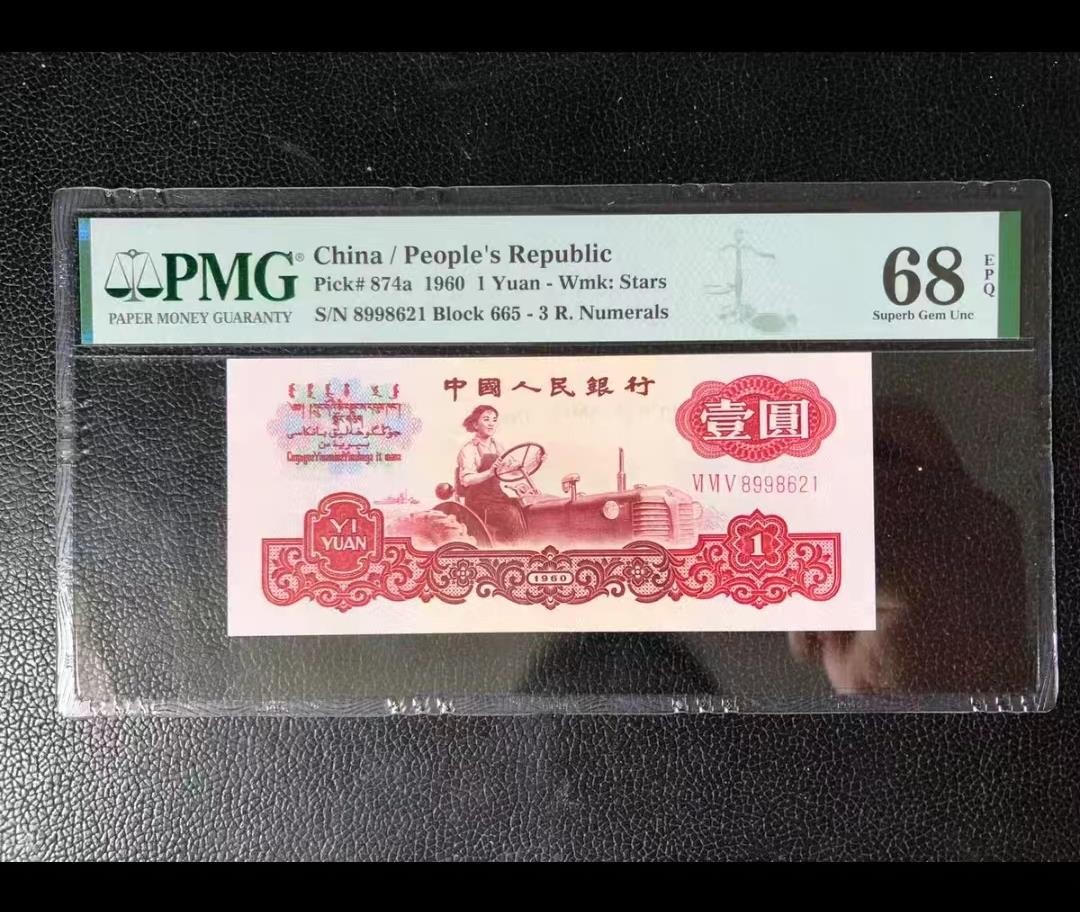 PMG®
PAPER MONEY GUARANTY
China / People's Republic
Pick# 874a 1960 1 Yuan - Wmk: Stars
S/N 8998621 Block 665 - 3 R. Numerals
68
EPQ
Superb Gem Unc
中國人民銀行
壹圓
VI VI V 8998621
YI
YUAN
1960
1